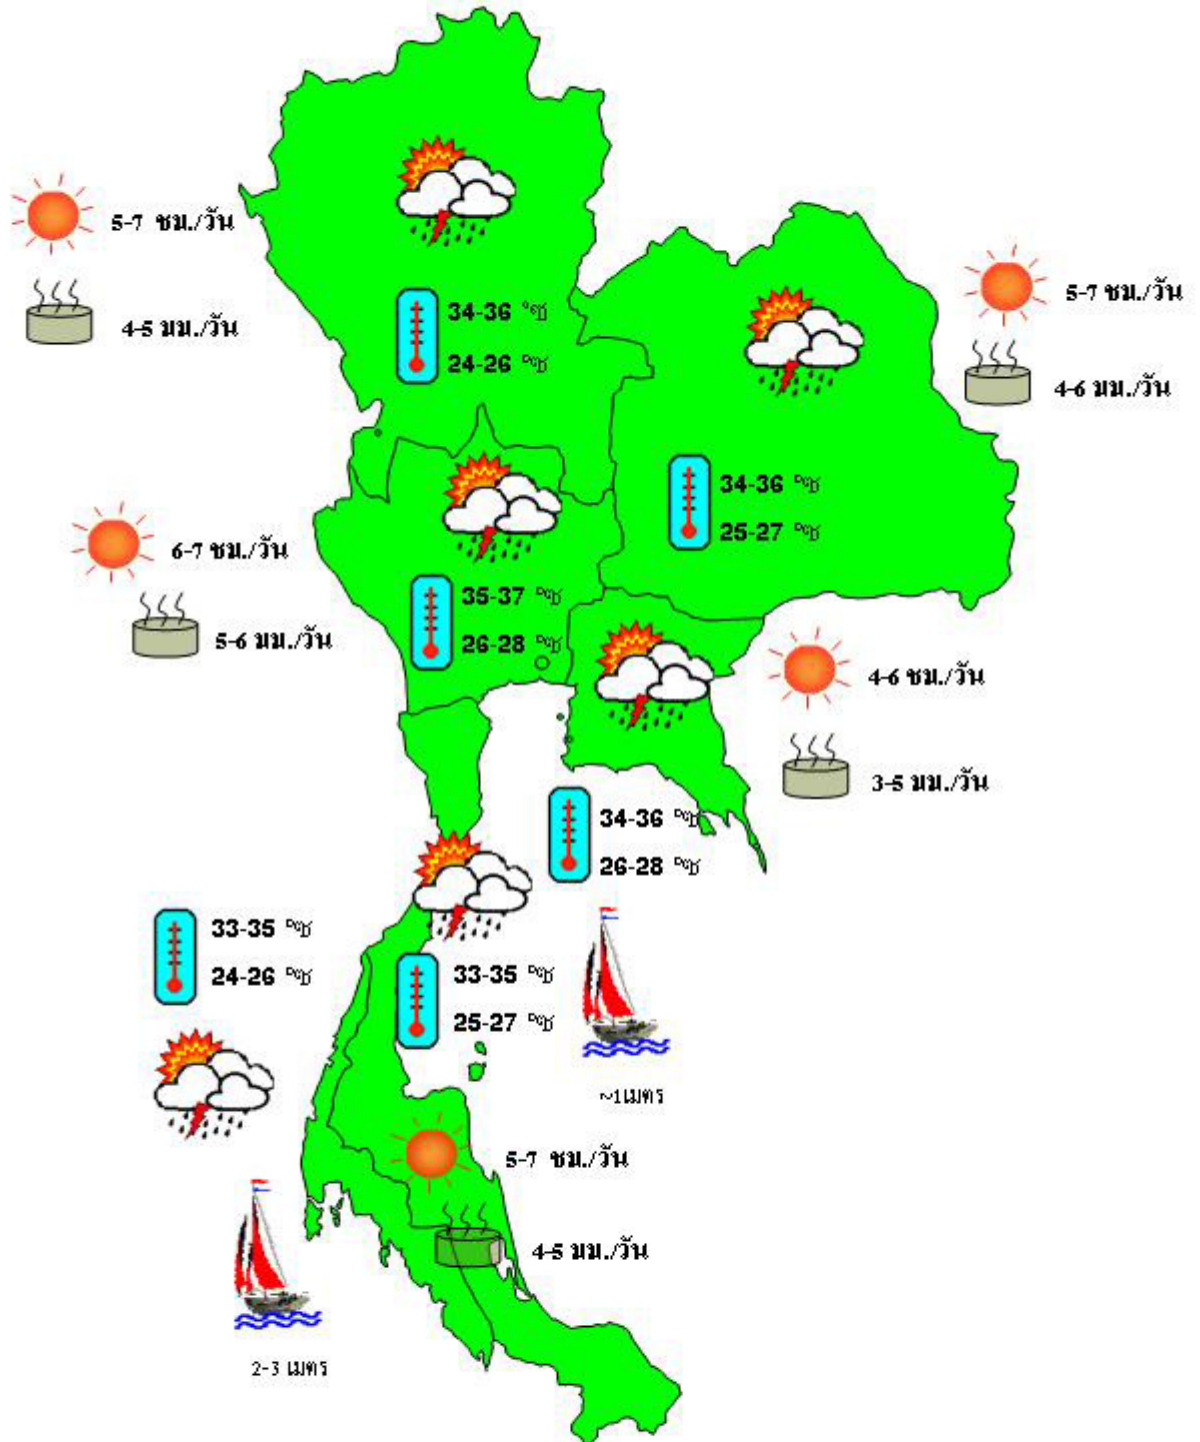 5-7 ชม./วัน
4-5 มม./วัน
34-36 °ซ
24-26 °ซ
5-7 ชม./วัน
4-6 มม./วัน
34-36 °ซ
25-27 °ซ
6-7 ชม./วัน
5-6 มม./วัน
35-37 °ซ
26-28 °ซ
4-6 ชม./วัน
3-5 มม./วัน
34-36 °ซ
26-28 °ซ
33-35 °ซ
24-26 °ซ
33-35 °ซ
25-27 °ซ
~1เมตร
5-7 ชม./วัน
4-5 มม./วัน
2-3 เมตร